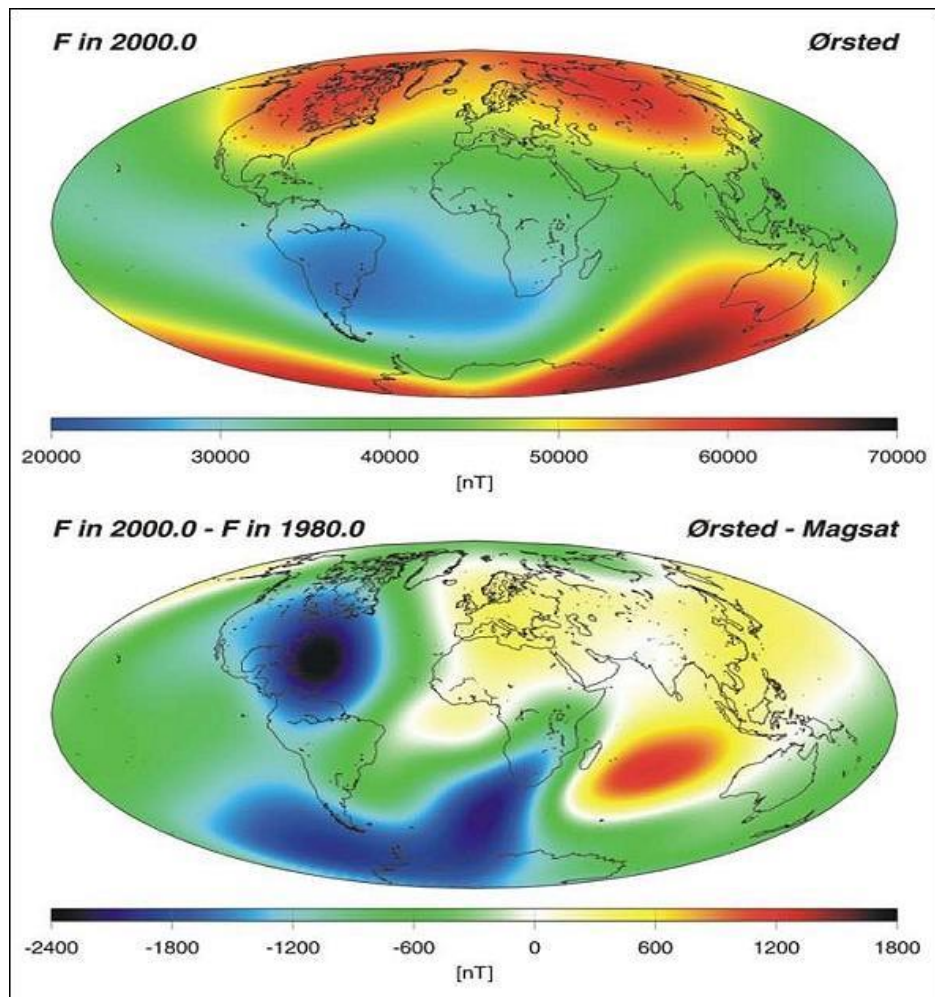 F in 2000.0 Ørsted
20000 30000 40000 50000 60000 70000
[nT]
F in 2000.0 - F in 1980.0 Ørsted - Magsat
-2400 -1800 -1200 -600 0 600 1200 1800
[nT]